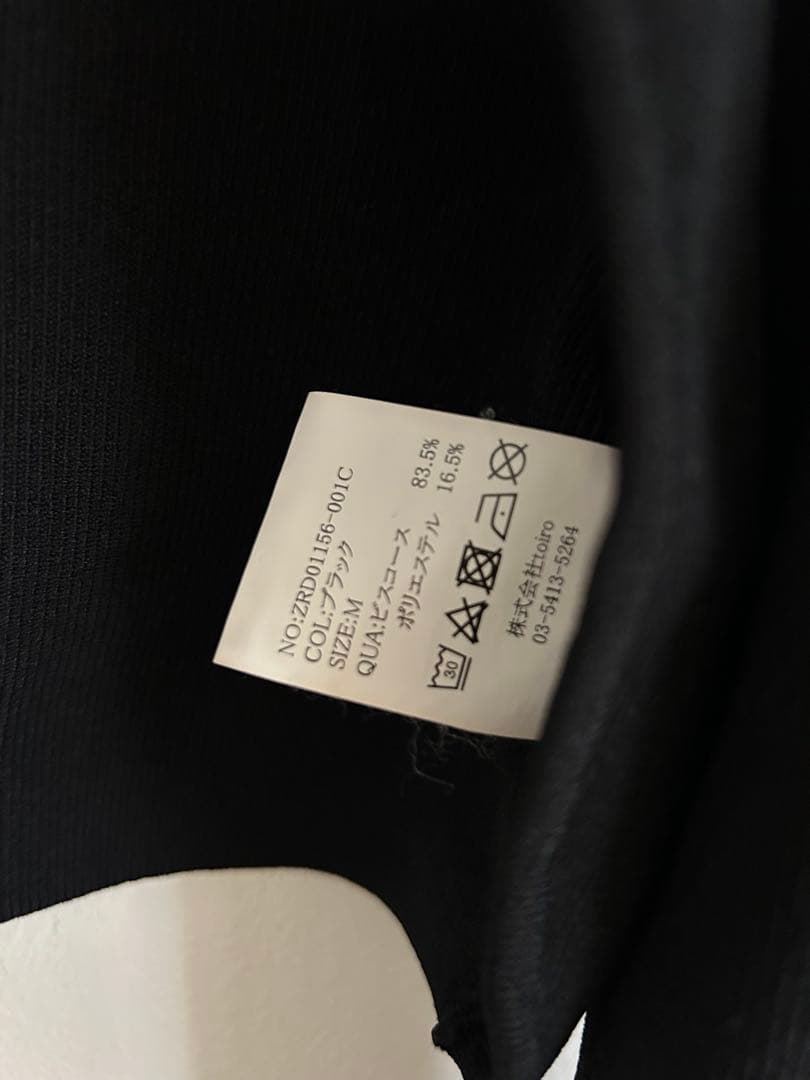 NO:ZRD01156-001C
COL:ブラック
SIZE:M
QUA:ビスコース 83.5%
ポリエステル 16.5%
30
株式会社toiro
03-5413-5264